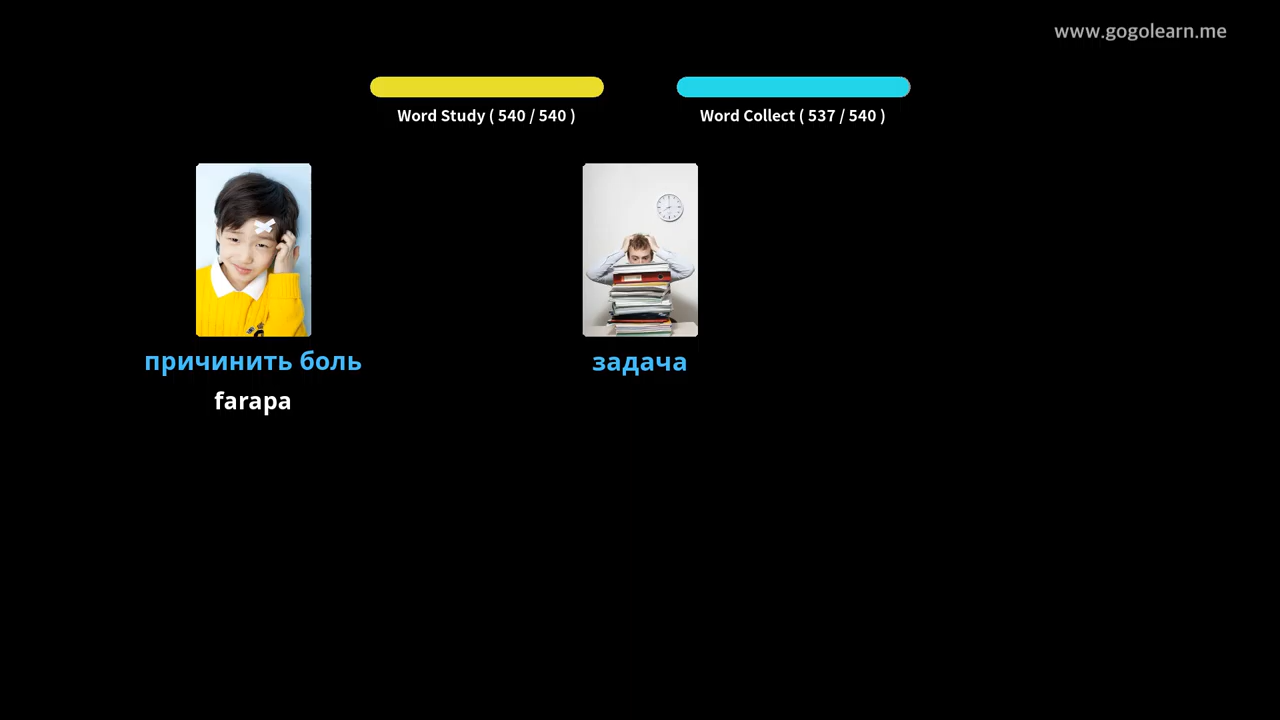 www.gogolearn.me
Word Study ( 540 / 540 )
Word Collect ( 537 / 540 )
причинить боль
farapa
задача